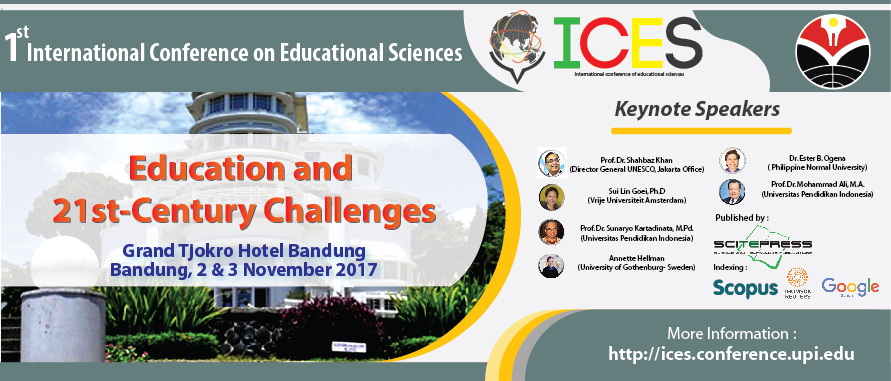 1st International Conference on Educational Sciences
ICES
International conference of educational sciences
Education and
21st-Century Challenges
Grand Tjokro Hotel Bandung
Bandung, 2 & 3 November 2017
Keynote Speakers
Prof.Dr.Shahbaz Khan
(Director General UNESCO, Jakarta Office)
Sui Lin Goei, Ph.D
(Vrije Universiteit Amsterdam)
Prof.Dr.Sunaryo Kartadinata, M.Pd.
(Universitas Pendidikan Indonesia)
Annette Hellman
(University of Gothenburg- Sweden)
Dr. Ester B. Ogena
( Philippine Normal University)
Prof.Dr.Mohammad Ali, M.A.
(Universitas Pendidikan Indonesia)
Published by :
SCITEPRESS
Indexing :
Scopus
THOMSON
REUTERS
Google
More Information :
http://ices.conference.upi.edu